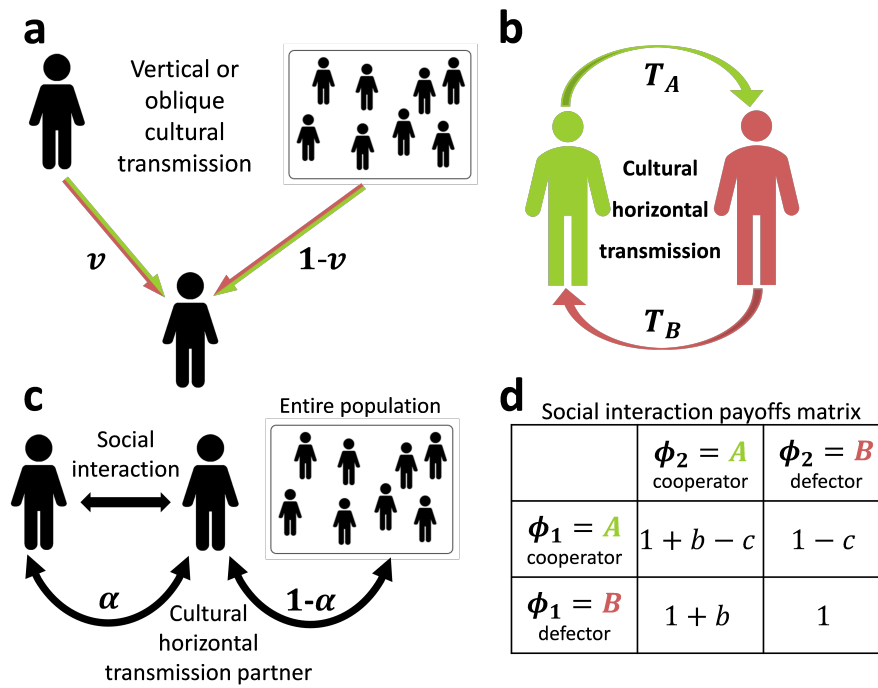 a
Vertical or
oblique
cultural
transmission
v
1-v
b
T_A
Cultural
horizontal
transmission
T_B
c
Social
interaction
Entire population
α
1-α
Cultural
horizontal
transmission partner
d
Social interaction payoffs matrix
ϕ₂ = A
cooperator
ϕ₂ = B
defector
ϕ₁ = A
cooperator
1 + b − c
1 − c
ϕ₁ = B
defector
1 + b
1